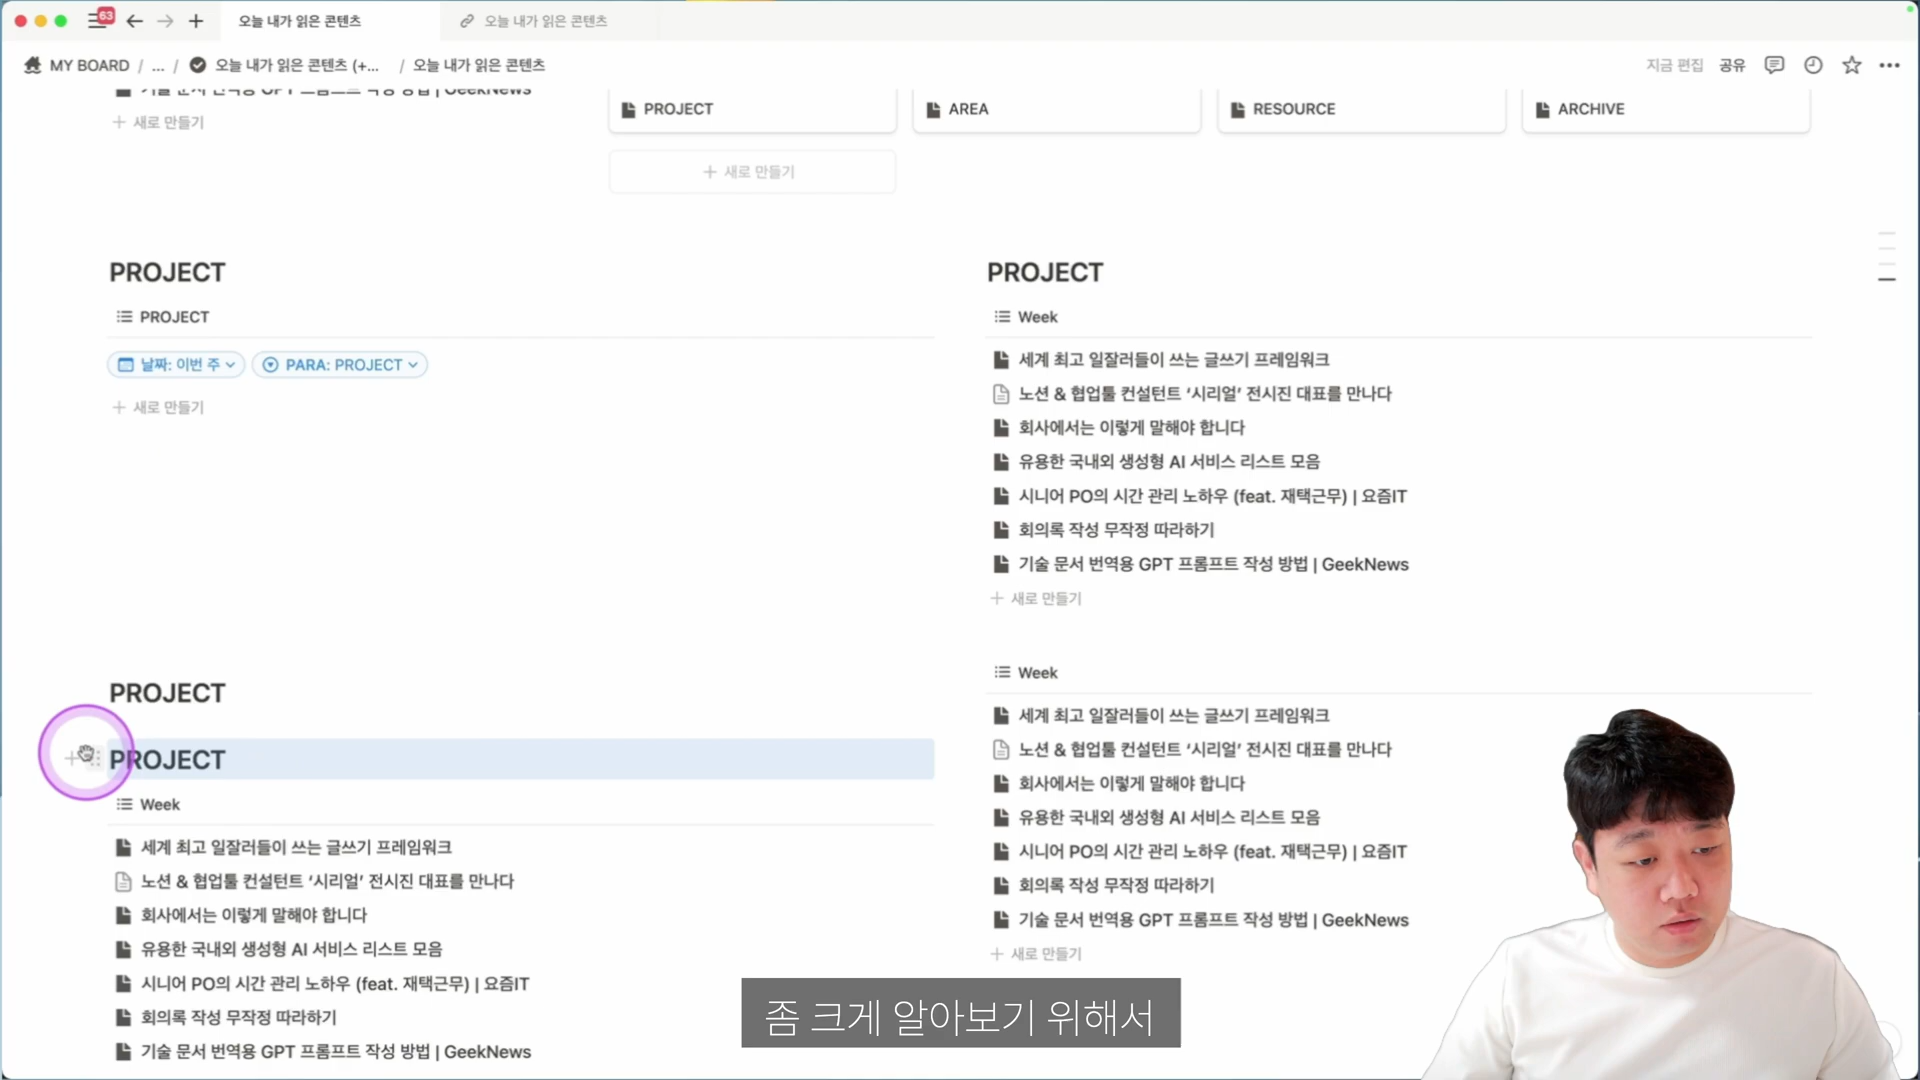 63
오늘 내가 읽은 콘텐츠
오늘 내가 읽은 콘텐츠
MY BOARD / ... / 오늘 내가 읽은 콘텐츠 (+... / 오늘 내가 읽은 콘텐츠
지금 편집 공유
기술 문서 번역용 GPT 프롬프트 작성 방법 | GeekNews
+ 새로 만들기
PROJECT
AREA
RESOURCE
ARCHIVE
+ 새로 만들기
PROJECT
PROJECT
날짜: 이번 주
PARA: PROJECT
+ 새로 만들기
PROJECT
Week
세계 최고 일잘러들이 쓰는 글쓰기 프레임워크
노션 & 협업툴 컨설턴트 ‘시리얼’ 전시진 대표를 만나다
회사에서는 이렇게 말해야 합니다
유용한 국내외 생성형 AI 서비스 리스트 모음
시니어 PO의 시간 관리 노하우 (feat. 재택근무) | 요즘IT
회의록 작성 무작정 따라하기
기술 문서 번역용 GPT 프롬프트 작성 방법 | GeekNews
+ 새로 만들기
PROJECT
PROJECT
Week
세계 최고 일잘러들이 쓰는 글쓰기 프레임워크
노션 & 협업툴 컨설턴트 ‘시리얼’ 전시진 대표를 만나다
회사에서는 이렇게 말해야 합니다
유용한 국내외 생성형 AI 서비스 리스트 모음
시니어 PO의 시간 관리 노하우 (feat. 재택근무) | 요즘IT
회의록 작성 무작정 따라하기
기술 문서 번역용 GPT 프롬프트 작성 방법 | GeekNews
Week
세계 최고 일잘러들이 쓰는 글쓰기 프레임워크
노션 & 협업툴 컨설턴트 ‘시리얼’ 전시진 대표를 만나다
회사에서는 이렇게 말해야 합니다
유용한 국내외 생성형 AI 서비스 리스트 모음
시니어 PO의 시간 관리 노하우 (feat. 재택근무) | 요즘IT
회의록 작성 무작정 따라하기
기술 문서 번역용 GPT 프롬프트 작성 방법 | GeekNews
+ 새로 만들기
좀 크게 알아보기 위해서